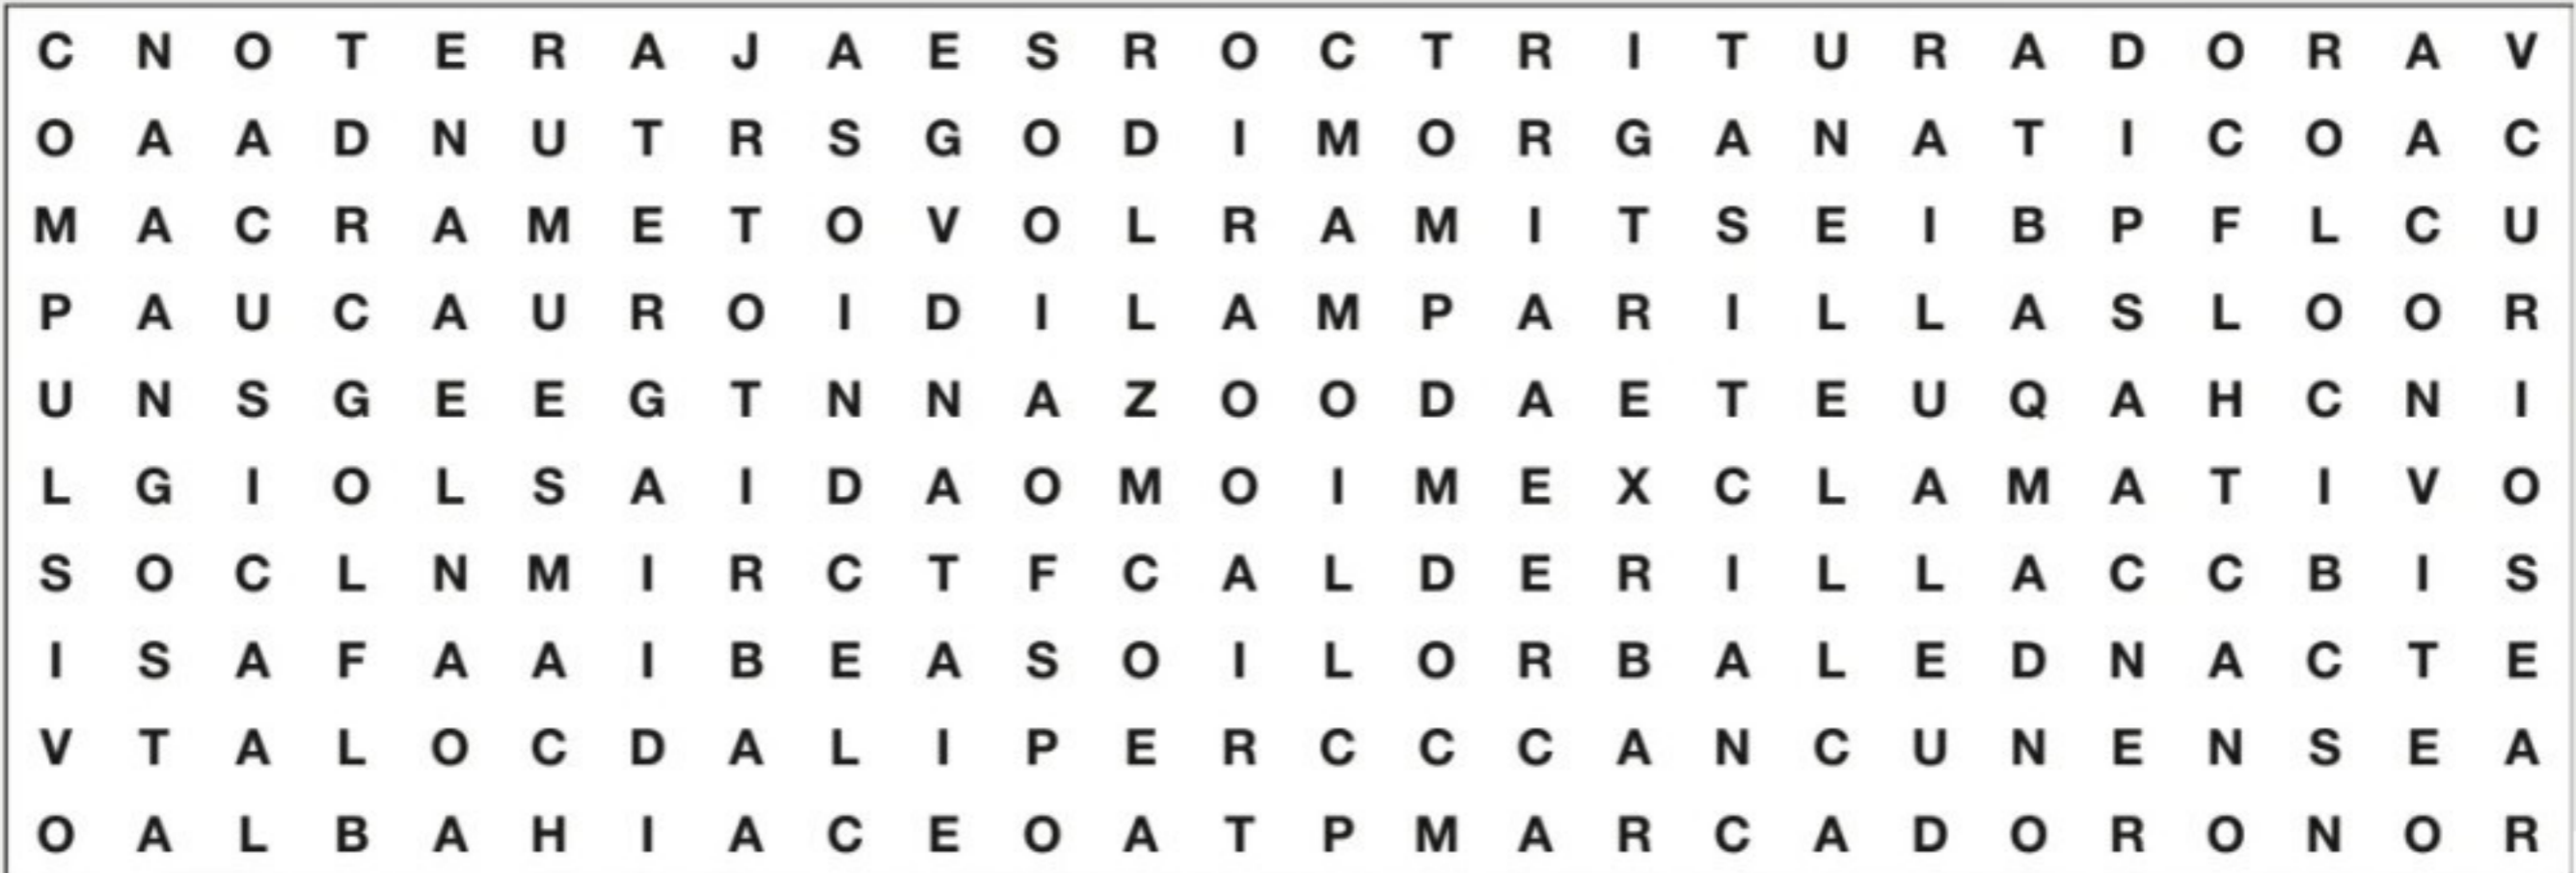 C N O T E R A J A E S R O C T R I T U R A D O R A V
O A A D N U T R S G O D I M O R G A N A T I C O A C
M A C R A M E T O V O L R A M I T S E I B P F L C U
P A U C A U R O I D I L A M P A R I L L A S L O O R
U N S G E E G T N N A Z O O D A E T E U Q A H C N I
L G I O L S A I D A O M O I M E X C L A M A T I V O
S O C L N M I R C T F C A L D E R I L L A C C B I S
I S A F A A I B E A S O I L O R B A L E D N A C T E
V T A L O C D A L I P E R C C C A N C U N E N S E A
O A L B A H I A C E O A T P M A R C A D O R O N O R